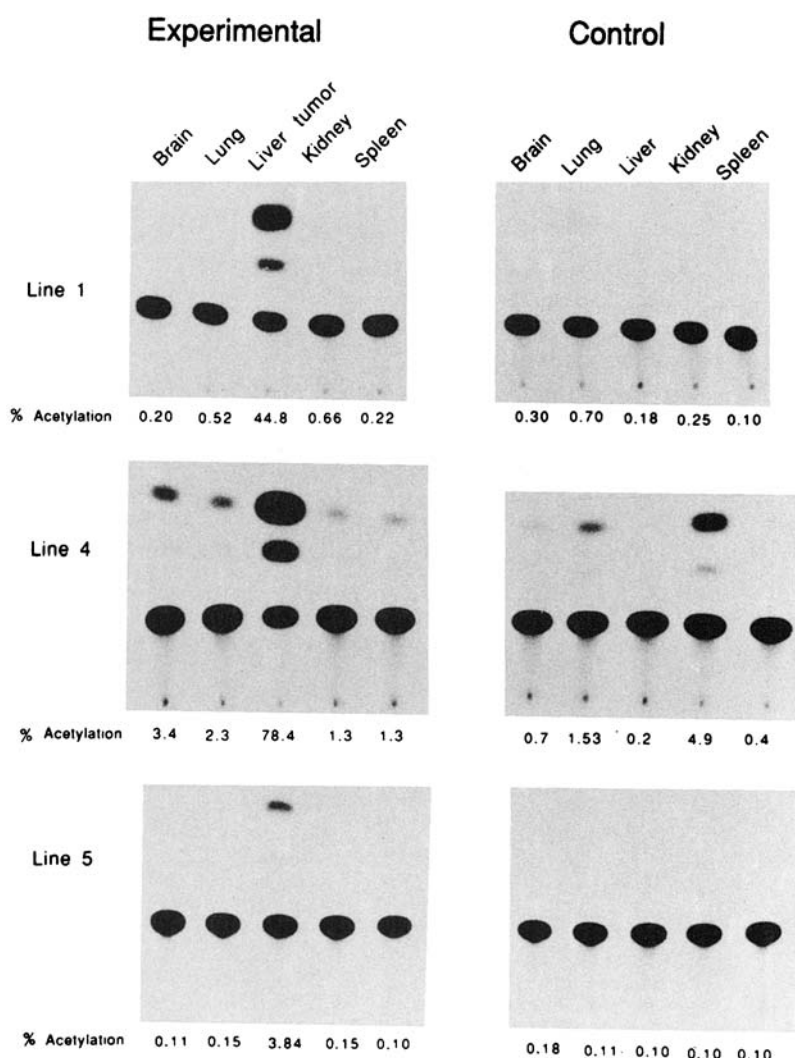 Experimental Control
Brain Lung Liver tumor Kidney Spleen Brain Lung Liver Kidney Spleen
Line 1
% Acetylation 0.20 0.52 44.8 0.66 0.22 0.30 0.70 0.18 0.25 0.10
Line 4
% Acetylation 3.4 2.3 78.4 1.3 1.3 0.7 1.53 0.2 4.9 0.4
Line 5
% Acetylation 0.11 0.15 3.84 0.15 0.10 0.18 0.11 0.10 0.10 0.10